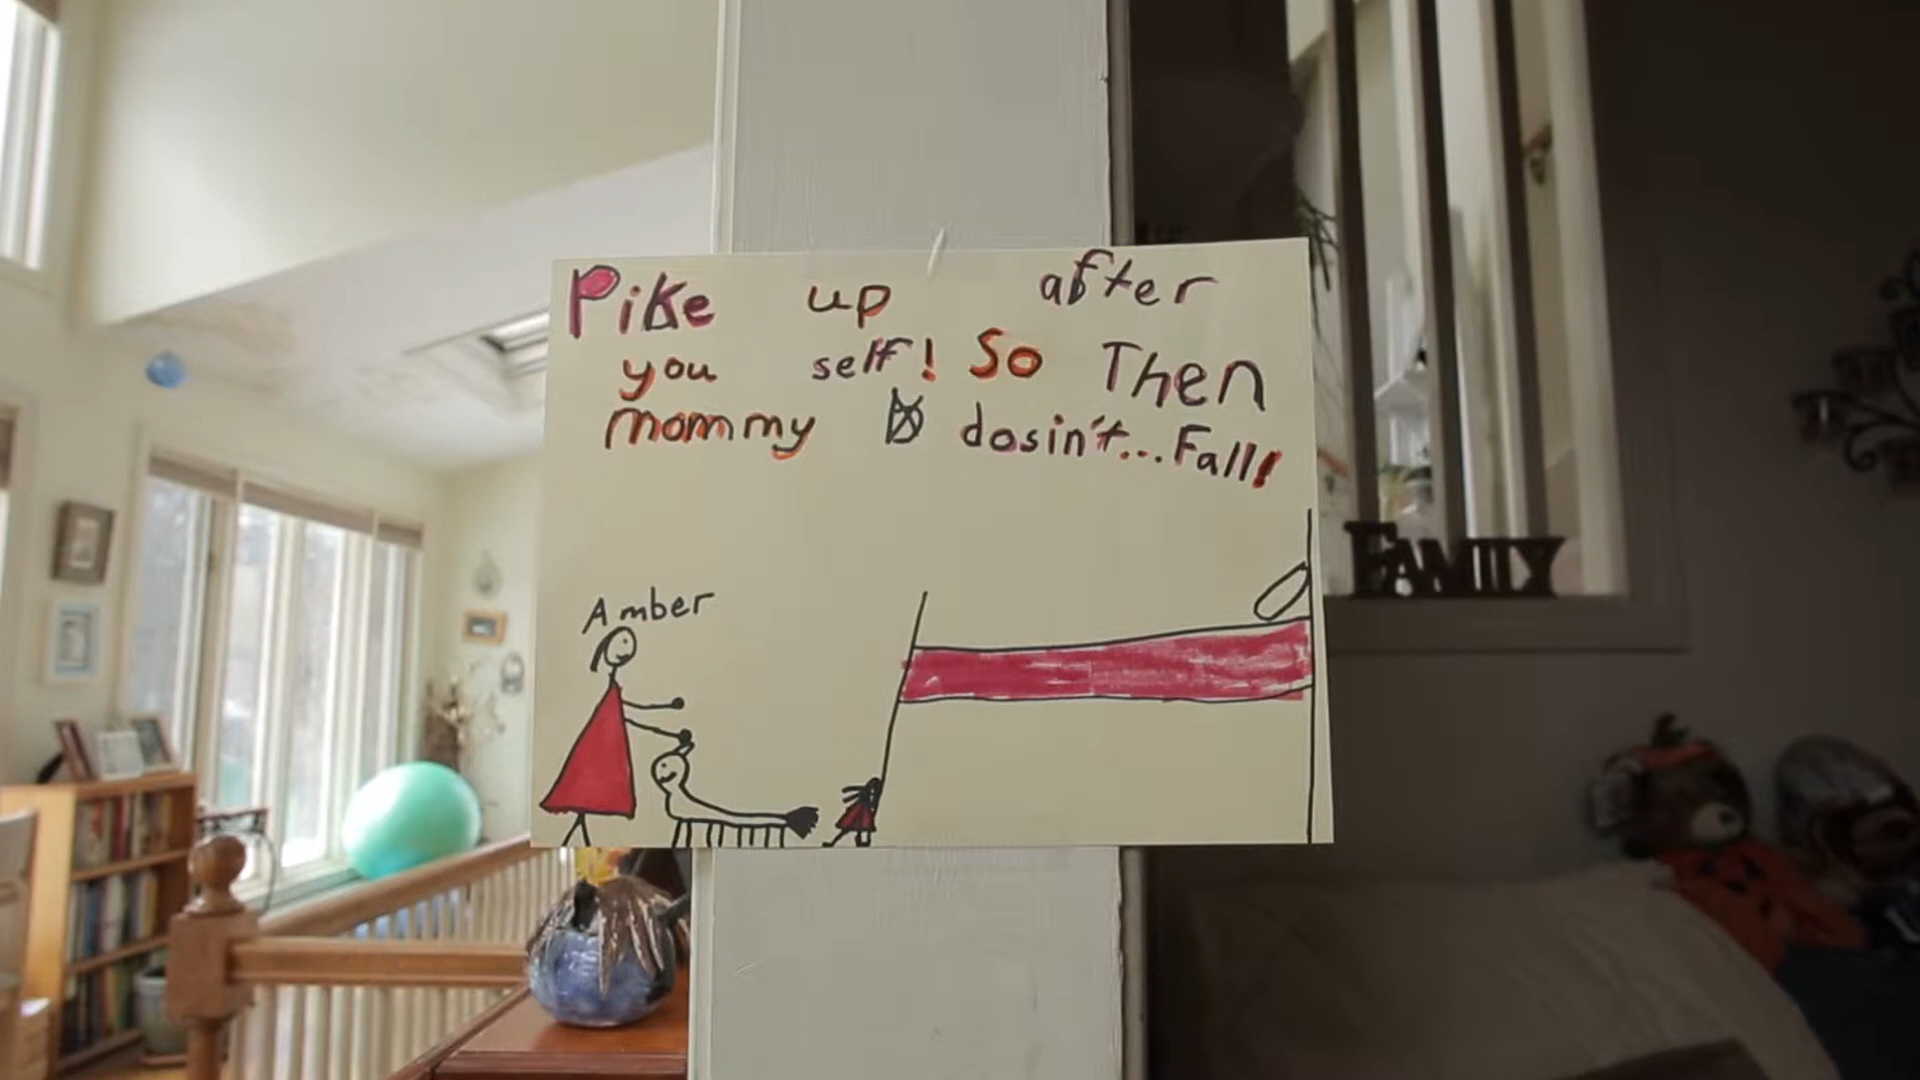 Pike up after
you self! So Then
mommy dosin't...Fall!
Amber
FAMILY